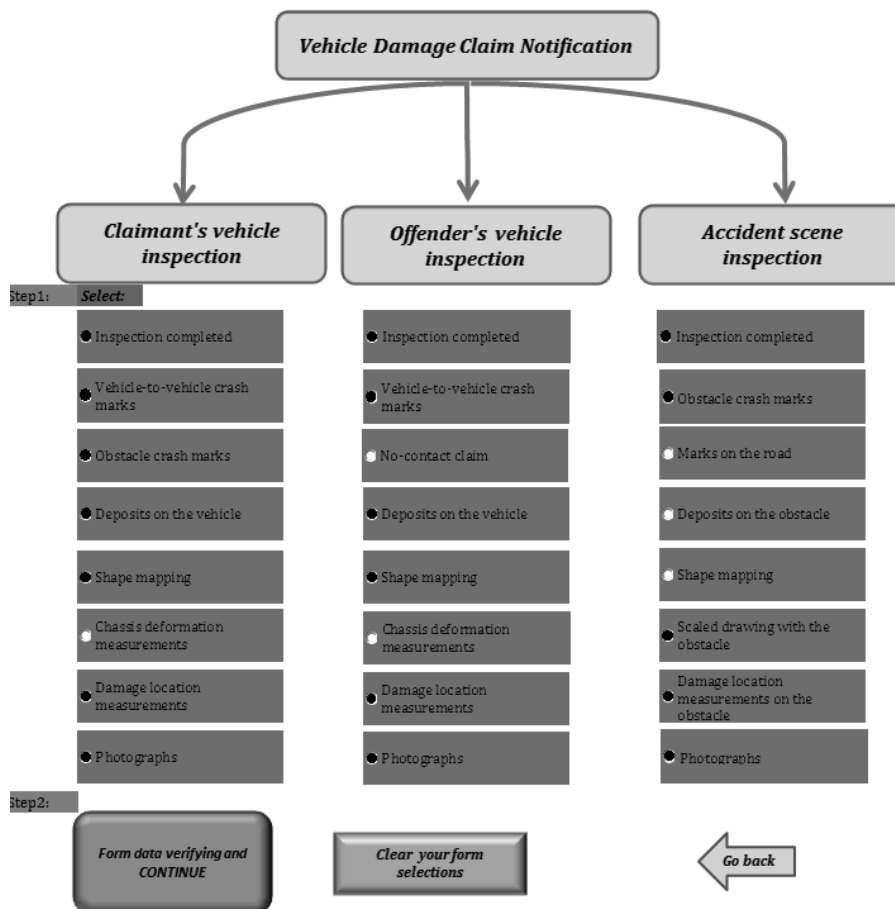 Vehicle Damage Claim Notification
Claimant's vehicle
inspection
Offender's vehicle
inspection
Accident scene
inspection
Step1:
Select:
Inspection completed
Vehicle-to-vehicle crash
marks
Obstacle crash marks
Deposits on the vehicle
Shape mapping
Chassis deformation
measurements
Damage location
measurements
Photographs
Inspection completed
Vehicle-to-vehicle crash
marks
No-contact claim
Deposits on the vehicle
Shape mapping
Chassis deformation
measurements
Damage location
measurements
Photographs
Inspection completed
Obstacle crash marks
Marks on the road
Deposits on the obstacle
Shape mapping
Scaled drawing with the
obstacle
Damage location
measurements on the
obstacle
Photographs
Step2:
Form data verifying and
CONTINUE
Clear your form
selections
Go back